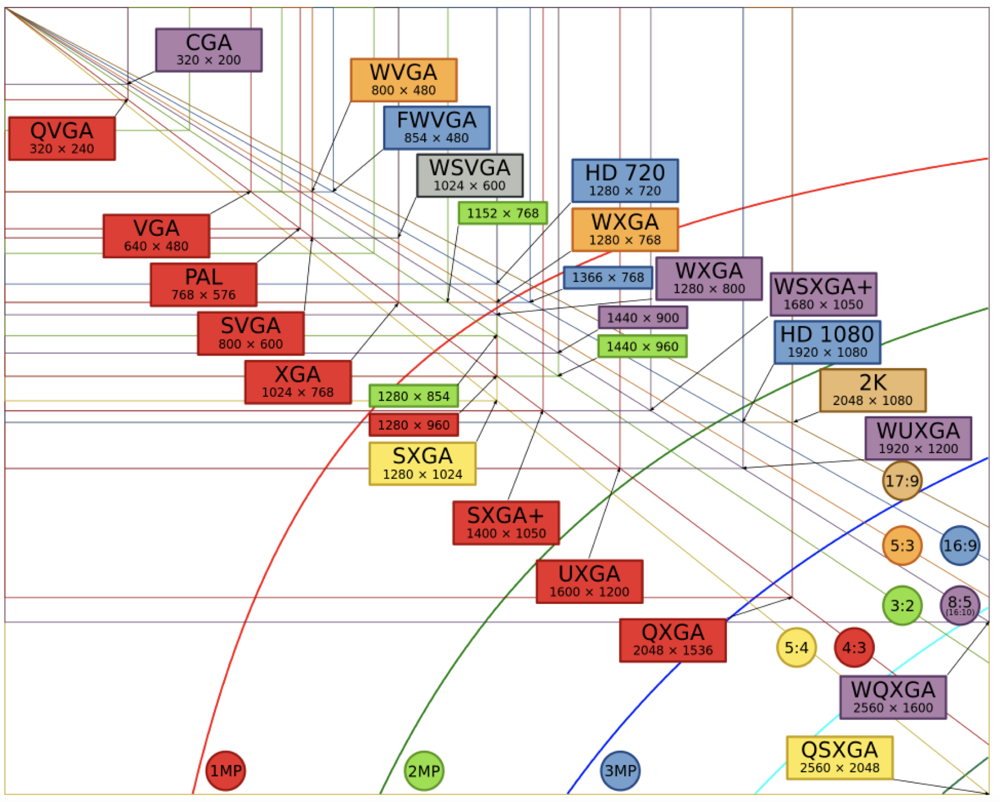 CGA
320 × 200
WVGA
800 × 480
QVGA
320 × 240
FWVGA
854 × 480
WSVGA
1024 × 600
HD 720
1280 × 720
1152 × 768
VGA
640 × 480
WXGA
1280 × 768
PAL
768 × 576
1366 × 768
WXGA
1280 × 800
WSXGA+
1680 × 1050
SVGA
800 × 600
1440 × 900
HD 1080
1920 × 1080
1440 × 960
XGA
1024 × 768
1280 × 854
2K
2048 × 1080
1280 × 960
WUXGA
1920 × 1200
SXGA
1280 × 1024
17:9
SXGA+
1400 × 1050
5:3
16:9
UXGA
1600 × 1200
3:2
8:5
(16:10)
QXGA
2048 × 1536
5:4
4:3
WQXGA
2560 × 1600
QSXGA
2560 × 2048
1MP
2MP
3MP